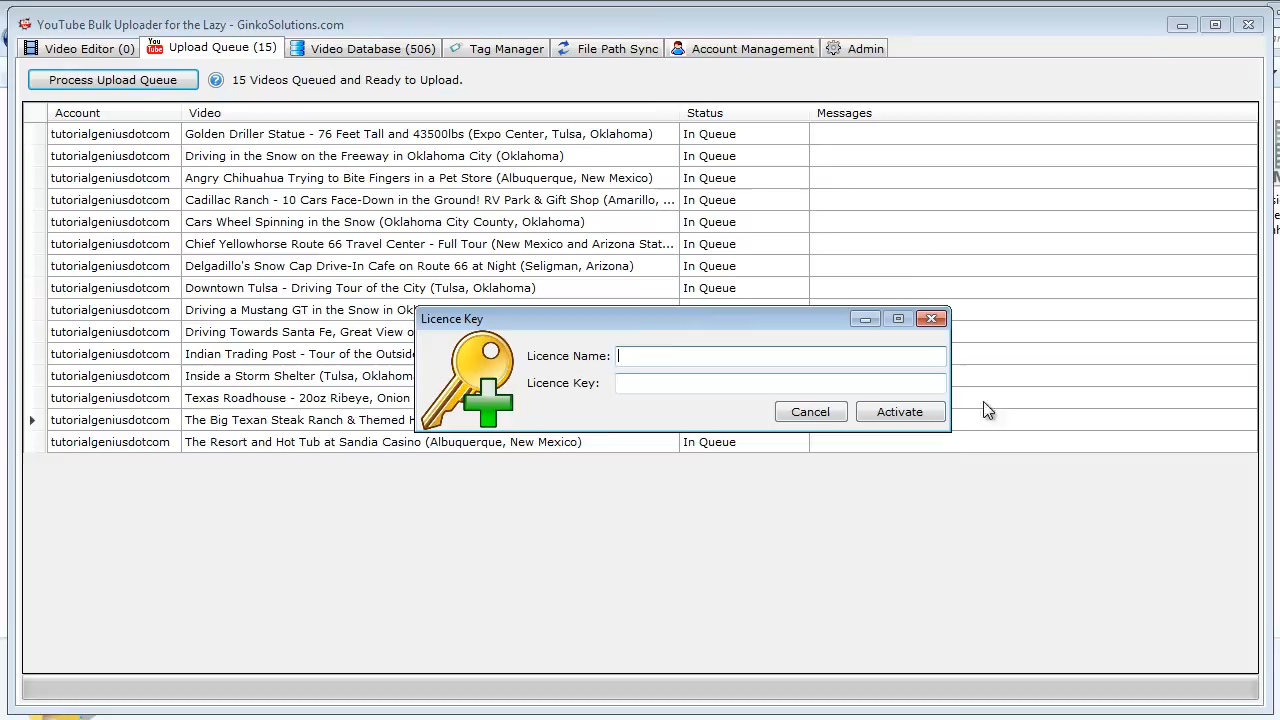 YouTube Bulk Uploader for the Lazy - GinkoSolutions.com
Video Editor (0) You Tube Upload Queue (15) Video Database (506) Tag Manager File Path Sync Account Management Admin
Process Upload Queue ? 15 Videos Queued and Ready to Upload.
Account Video Status Messages
tutorialgeniusdotcom Golden Driller Statue - 76 Feet Tall and 43500lbs (Expo Center, Tulsa, Oklahoma) In Queue
tutorialgeniusdotcom Driving in the Snow on the Freeway in Oklahoma City (Oklahoma) In Queue
tutorialgeniusdotcom Angry Chihuahua Trying to Bite Fingers in a Pet Store (Albuquerque, New Mexico) In Queue
tutorialgeniusdotcom Cadillac Ranch - 10 Cars Face-Down in the Ground! RV Park & Gift Shop (Amarillo, ... In Queue
tutorialgeniusdotcom Cars Wheel Spinning in the Snow (Oklahoma City County, Oklahoma) In Queue
tutorialgeniusdotcom Chief Yellowhorse Route 66 Travel Center - Full Tour (New Mexico and Arizona Stat... In Queue
tutorialgeniusdotcom Delgadillo's Snow Cap Drive-In Cafe on Route 66 at Night (Seligman, Arizona) In Queue
tutorialgeniusdotcom Downtown Tulsa - Driving Tour of the City (Tulsa, Oklahoma) In Queue
tutorialgeniusdotcom Driving a Mustang GT in the Snow in
tutorialgeniusdotcom Driving Towards Santa Fe, Great View
tutorialgeniusdotcom Indian Trading Post - Tour of the Outside
tutorialgeniusdotcom Inside a Storm Shelter (Tulsa, Oklahoma
tutorialgeniusdotcom Texas Roadhouse - 20oz Ribeye, Onion
tutorialgeniusdotcom The Big Texan Steak Ranch & Themed
tutorialgeniusdotcom The Resort and Hot Tub at Sandia Casino (Albuquerque, New Mexico) In Queue
Licence Key
Licence Name:
Licence Key:
Cancel Activate